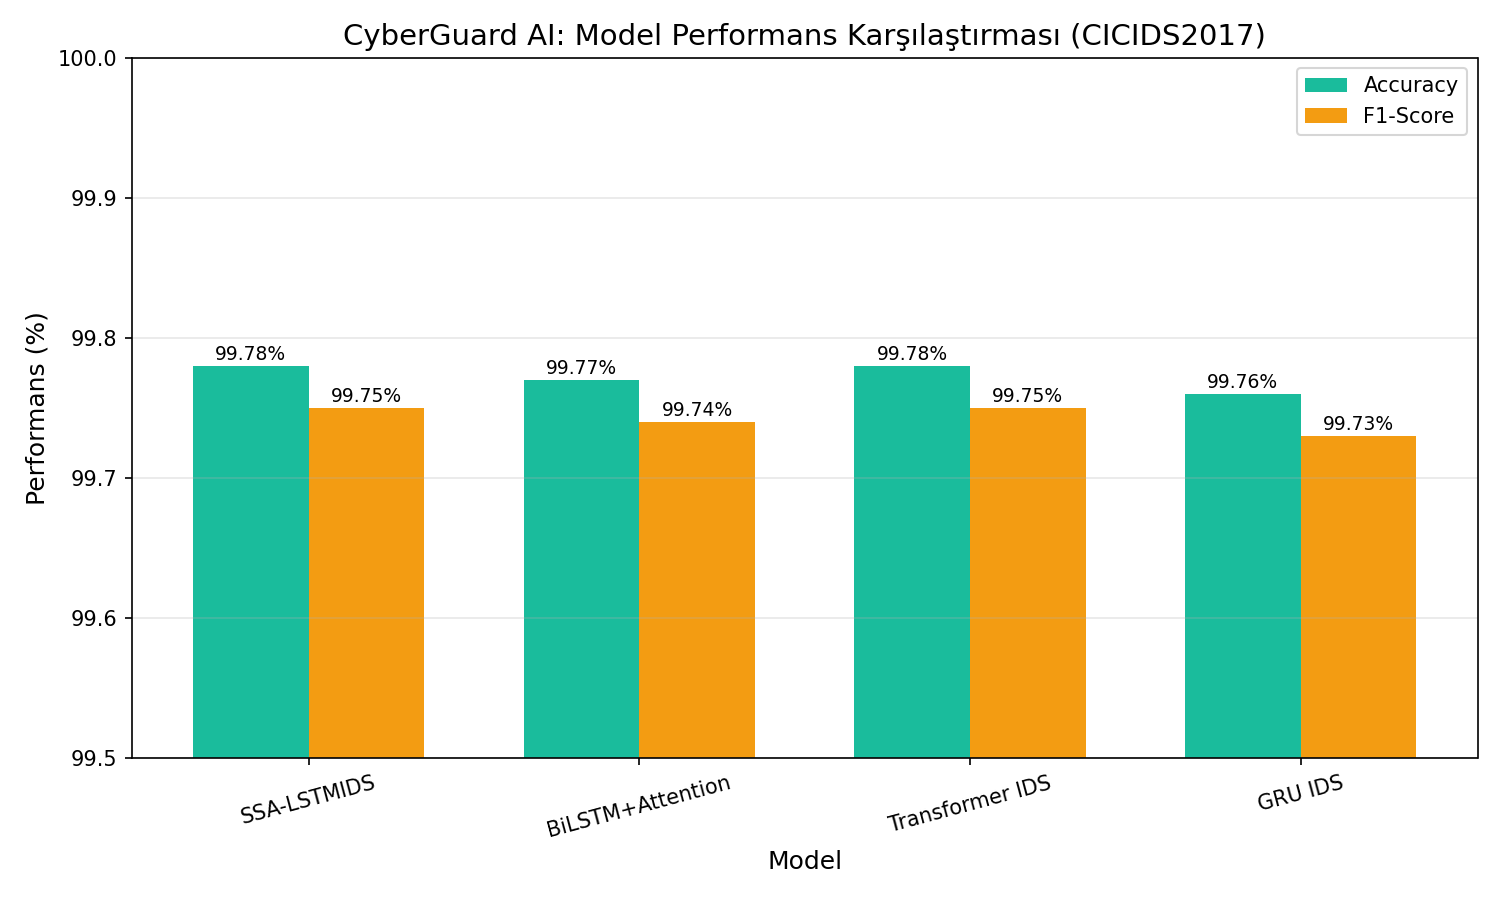 CyberGuard AI: Model Performans Karşılaştırması (CICIDS2017)
100.0
99.9
99.8
99.7
99.6
99.5
Performans (%)
Accuracy
F1-Score
99.78%
99.75%
99.77%
99.74%
99.78%
99.75%
99.76%
99.73%
SSA-LSTMIDS
BiLSTM+Attention
Transformer IDS
GRU IDS
Model